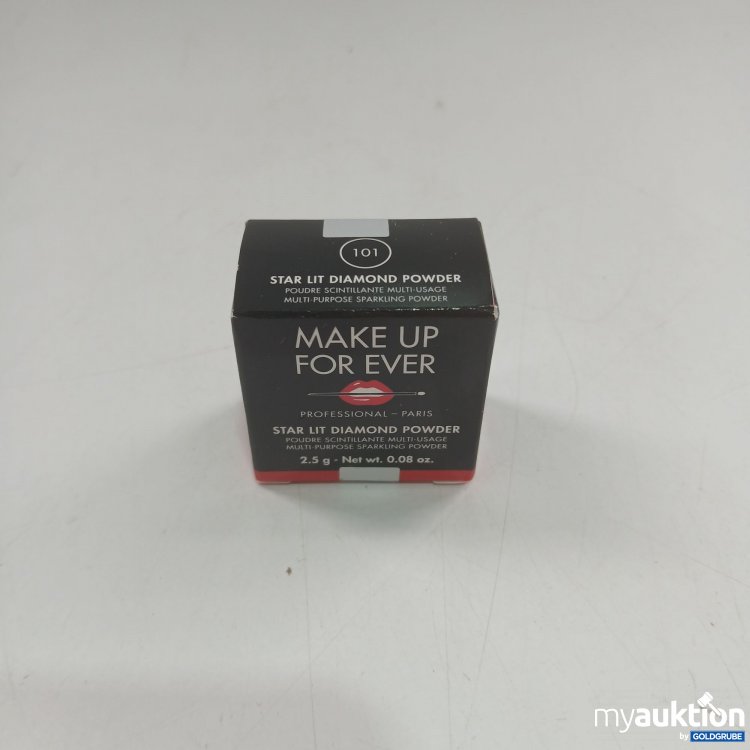 101
STAR LIT DIAMOND POWDER
POUDRE SCINTILLANTE MULTI-USAGE
MULTI-PURPOSE SPARKLING POWDER
MAKE UP
FOR EVER
PROFESSIONAL – PARIS
STAR LIT DIAMOND POWDER
POUDRE SCINTILLANTE MULTI-USAGE
MULTI-PURPOSE SPARKLING POWDER
2.5 g - Net wt. 0.08 oz.
myauktion
by GOLDGRUBE